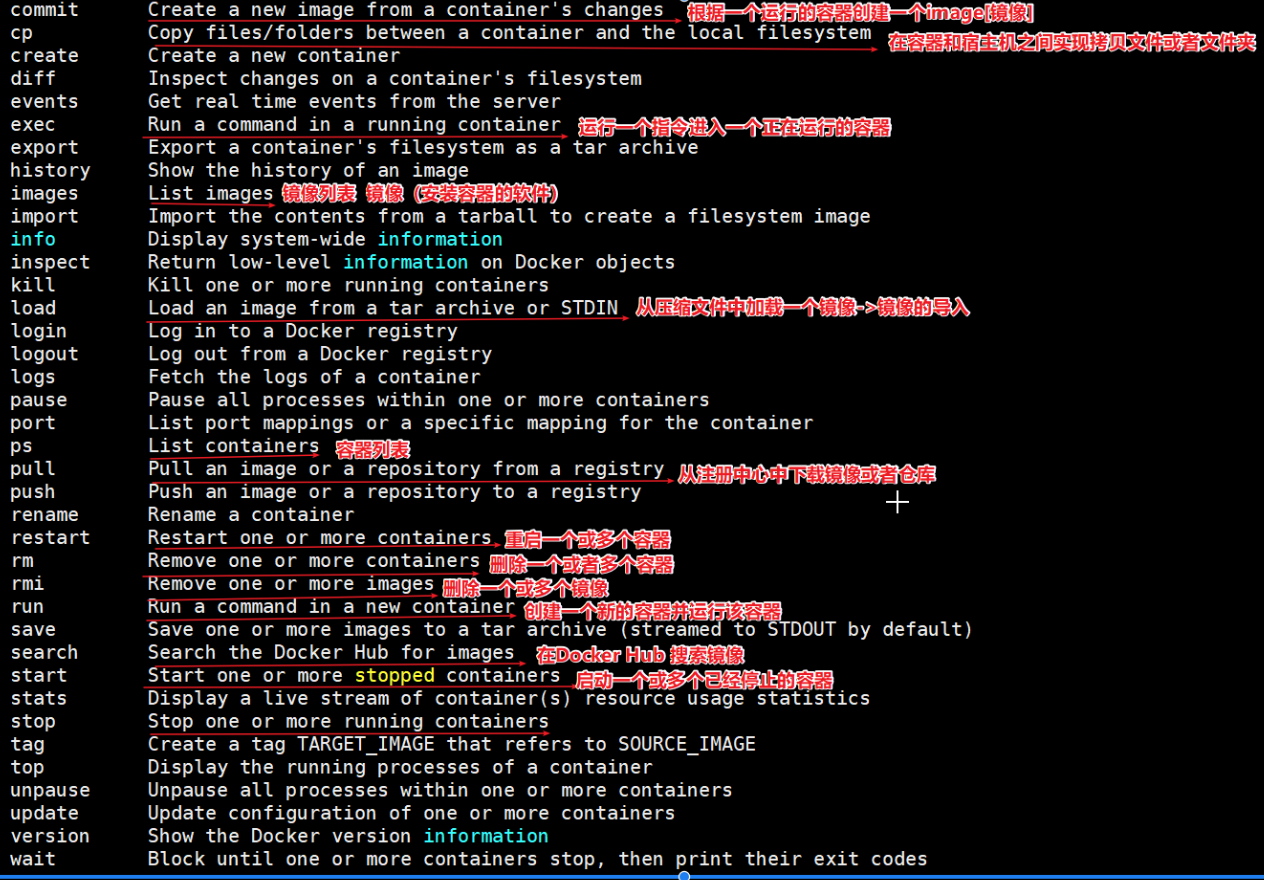 commit Create a new image from a container's changes 根据一个运行的容器创建一个image[镜像]
cp Copy files/folders between a container and the local filesystem 在容器和宿主机之间实现拷贝文件或者文件夹
create Create a new container
diff Inspect changes on a container's filesystem
events Get real time events from the server
exec Run a command in a running container 运行一个指令进入一个正在运行的容器
export Export a container's filesystem as a tar archive
history Show the history of an image
images List images 镜像列表 镜像（安装容器的软件）
import Import the contents from a tarball to create a filesystem image
info Display system-wide information
inspect Return low-level information on Docker objects
kill Kill one or more running containers
load Load an image from a tar archive or STDIN 从压缩文件中加载一个镜像->镜像的导入
login Log in to a Docker registry
logout Log out from a Docker registry
logs Fetch the logs of a container
pause Pause all processes within one or more containers
port List port mappings or a specific mapping for the container
ps List containers 容器列表
pull Pull an image or a repository from a registry 从注册中心中下载镜像或者仓库
push Push an image or a repository to a registry
rename Rename a container
restart Restart one or more containers 重启一个或多个容器
rm Remove one or more containers 删除一个或者多个容器
rmi Remove one or more images 删除一个或多个镜像
run Run a command in a new container 创建一个新的容器并运行该容器
save Save one or more images to a tar archive (streamed to STDOUT by default)
search Search the Docker Hub for images 在Docker Hub 搜索镜像
start Start one or more stopped containers 启动一个或多个已经停止的容器
stats Display a live stream of container(s) resource usage statistics
stop Stop one or more running containers
tag Create a tag TARGET_IMAGE that refers to SOURCE_IMAGE
top Display the running processes of a container
unpause Unpause all processes within one or more containers
update Update configuration of one or more containers
version Show the Docker version information
wait Block until one or more containers stop, then print their exit codes